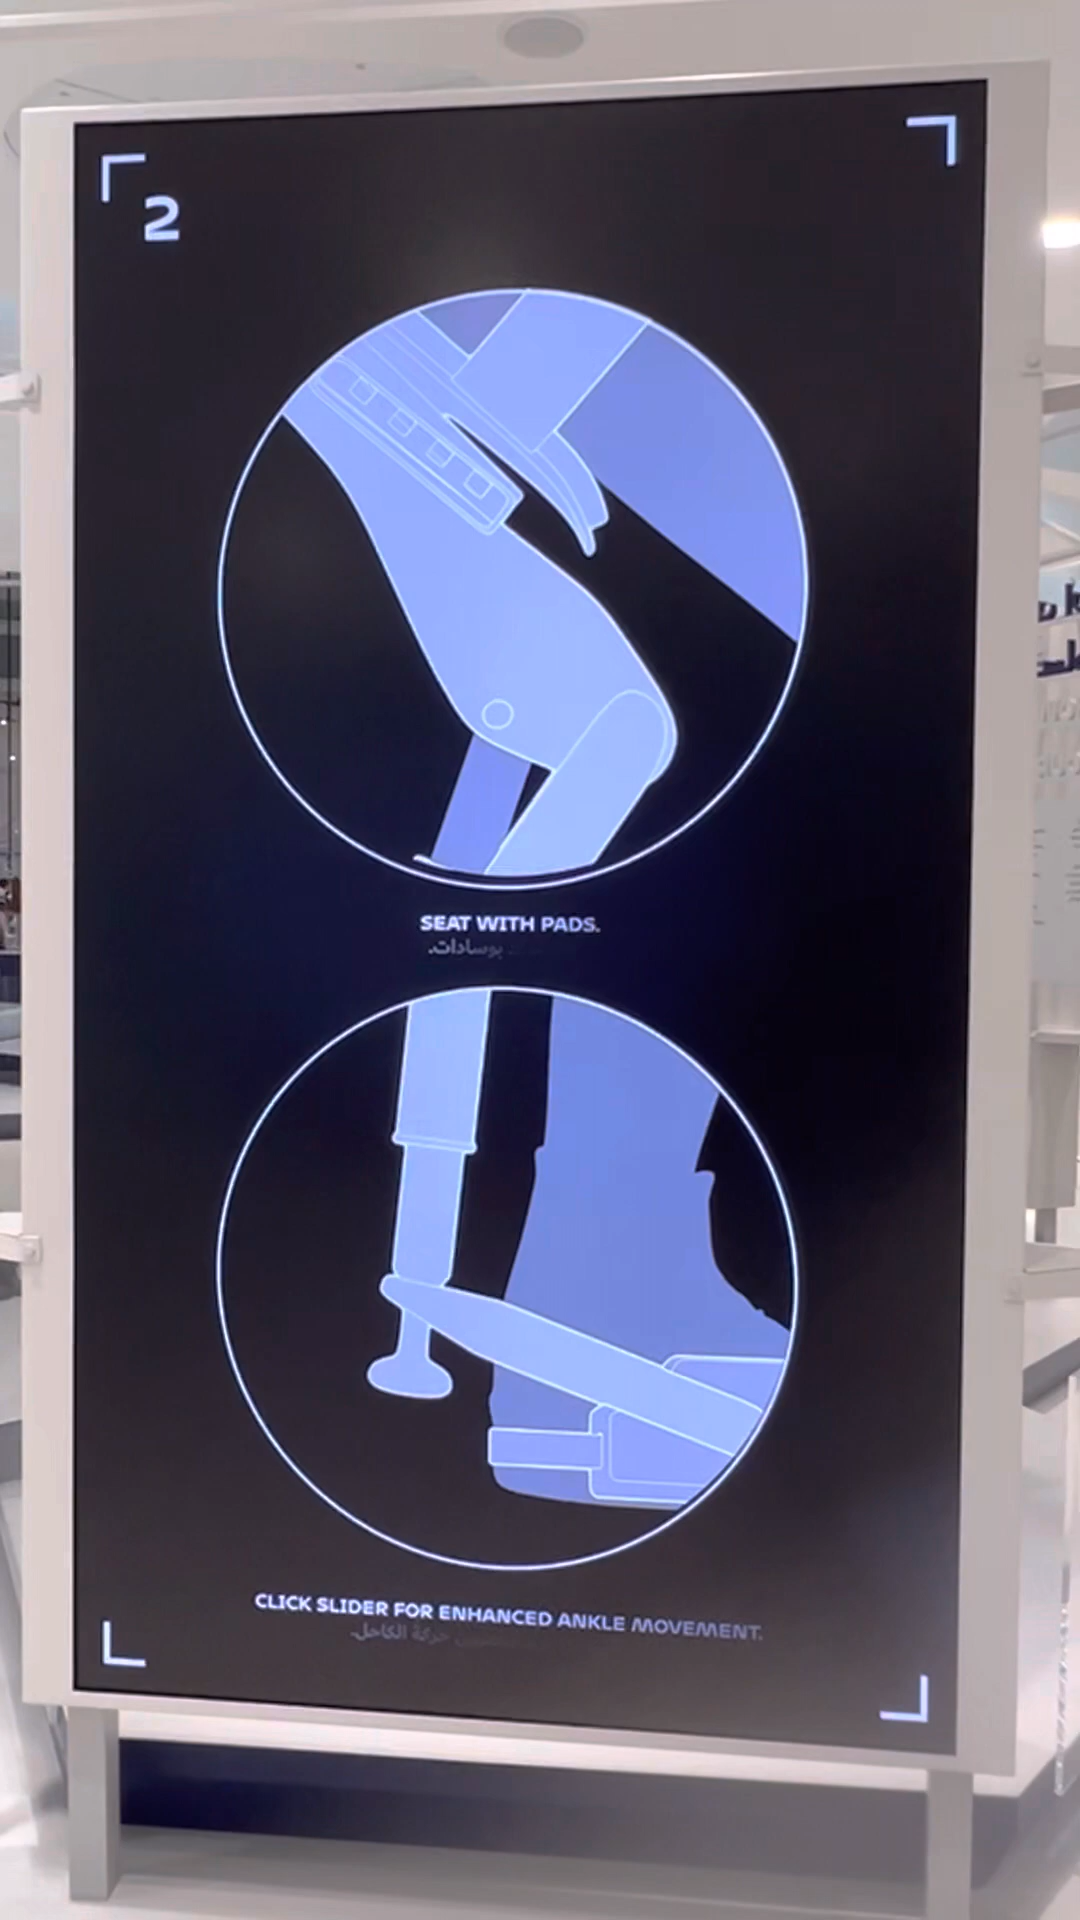 2
SEAT WITH PADS.
بوسادات.
CLICK SLIDER FOR ENHANCED ANKLE MOVEMENT.
حركة الكاحل.